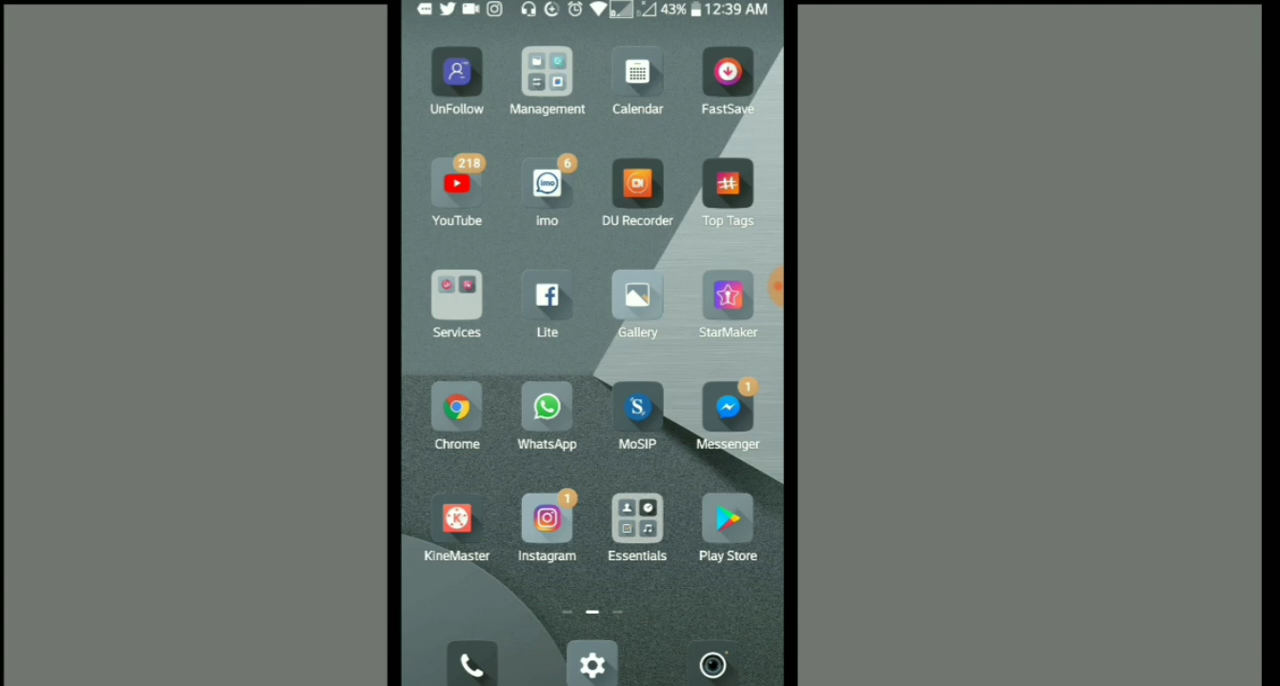 43% 12:39 AM
UnFollow Management Calendar FastSave
218 6
imo
YouTube imo DU Recorder Top Tags
Services Lite Gallery StarMaker
1
S
Chrome WhatsApp MoSIP Messenger
1
K
KineMaster Instagram Essentials Play Store